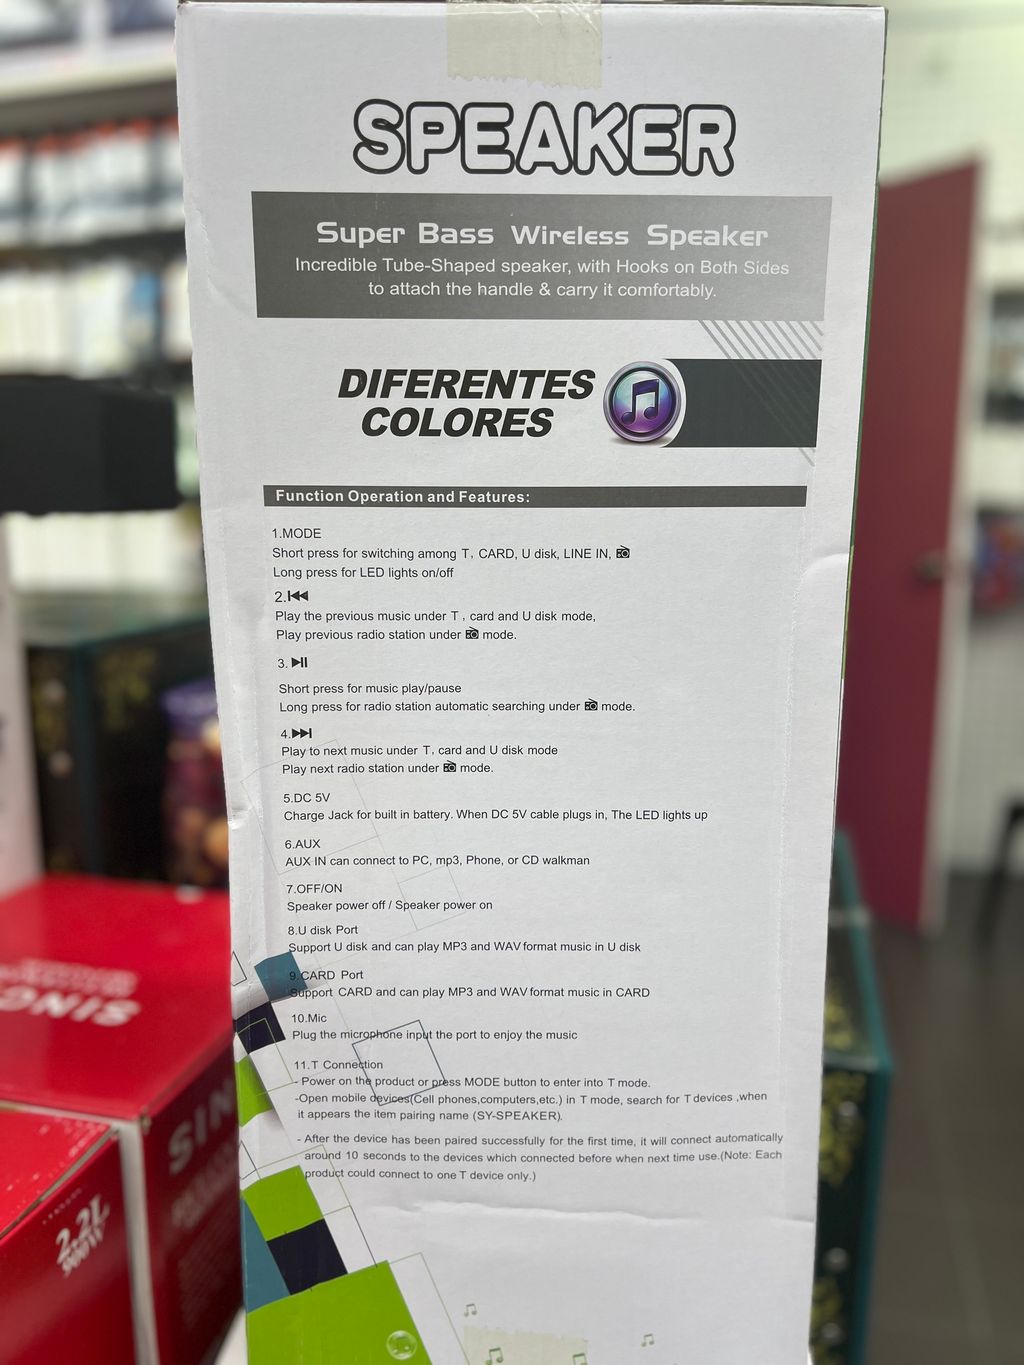 SPEAKER
Super Bass Wireless Speaker
Incredible Tube-Shaped speaker, with Hooks on Both Sides
to attach the handle & carry it comfortably.
DIFERENTES
COLORES
Function Operation and Features:
1.MODE
Short press for switching among T, CARD, U disk, LINE IN,
Long press for LED lights on/off
2.
Play the previous music under T, card and U disk mode,
Play previous radio station under mode.
3.
Short press for music play/pause
Long press for radio station automatic searching under mode.
4.
Play to next music under T, card and U disk mode
Play next radio station under mode.
5.DC 5V
Charge Jack for built in battery. When DC 5V cable plugs in, The LED lights up
6.AUX
AUX IN can connect to PC, mp3, Phone, or CD walkman
7.OFF/ON
Speaker power off / Speaker power on
8.U disk Port
Support U disk and can play MP3 and WAV format music in U disk
9.CARD Port
Support CARD and can play MP3 and WAV format music in CARD
10.Mic
Plug the microphone input the port to enjoy the music
11.T Connection
- Power on the product or press MODE button to enter into T mode.
-Open mobile devices(Cell phones,computers,etc.) in T mode, search for T devices ,when
it appears the item pairing name (SY-SPEAKER).
- After the device has been paired successfully for the first time, it will connect automatically
around 10 seconds to the devices which connected before when next time use.(Note: Each
product could connect to one T device only.)
2.2L
900W